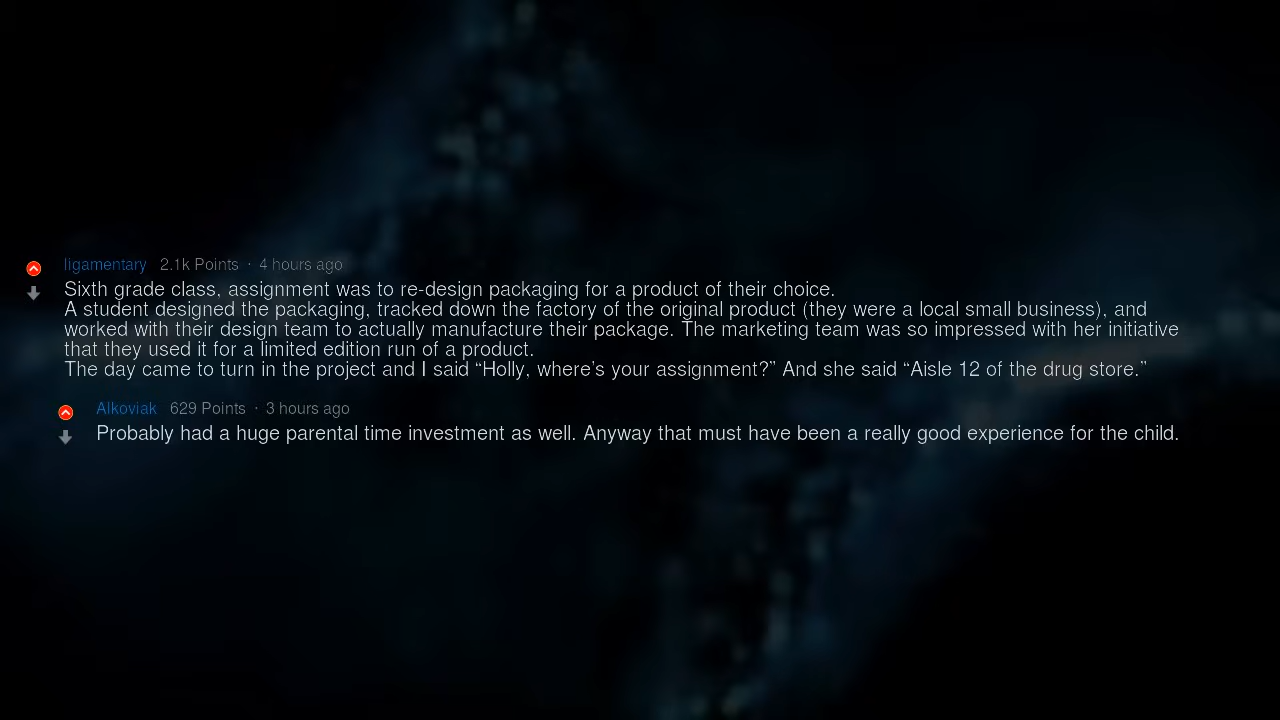 ligamentary 2.1k Points · 4 hours ago
Sixth grade class, assignment was to re-design packaging for a product of their choice.
A student designed the packaging, tracked down the factory of the original product (they were a local small business), and
worked with their design team to actually manufacture their package. The marketing team was so impressed with her initiative
that they used it for a limited edition run of a product.
The day came to turn in the project and I said “Holly, where’s your assignment?” And she said “Aisle 12 of the drug store.”
Alkoviak 629 Points · 3 hours ago
Probably had a huge parental time investment as well. Anyway that must have been a really good experience for the child.